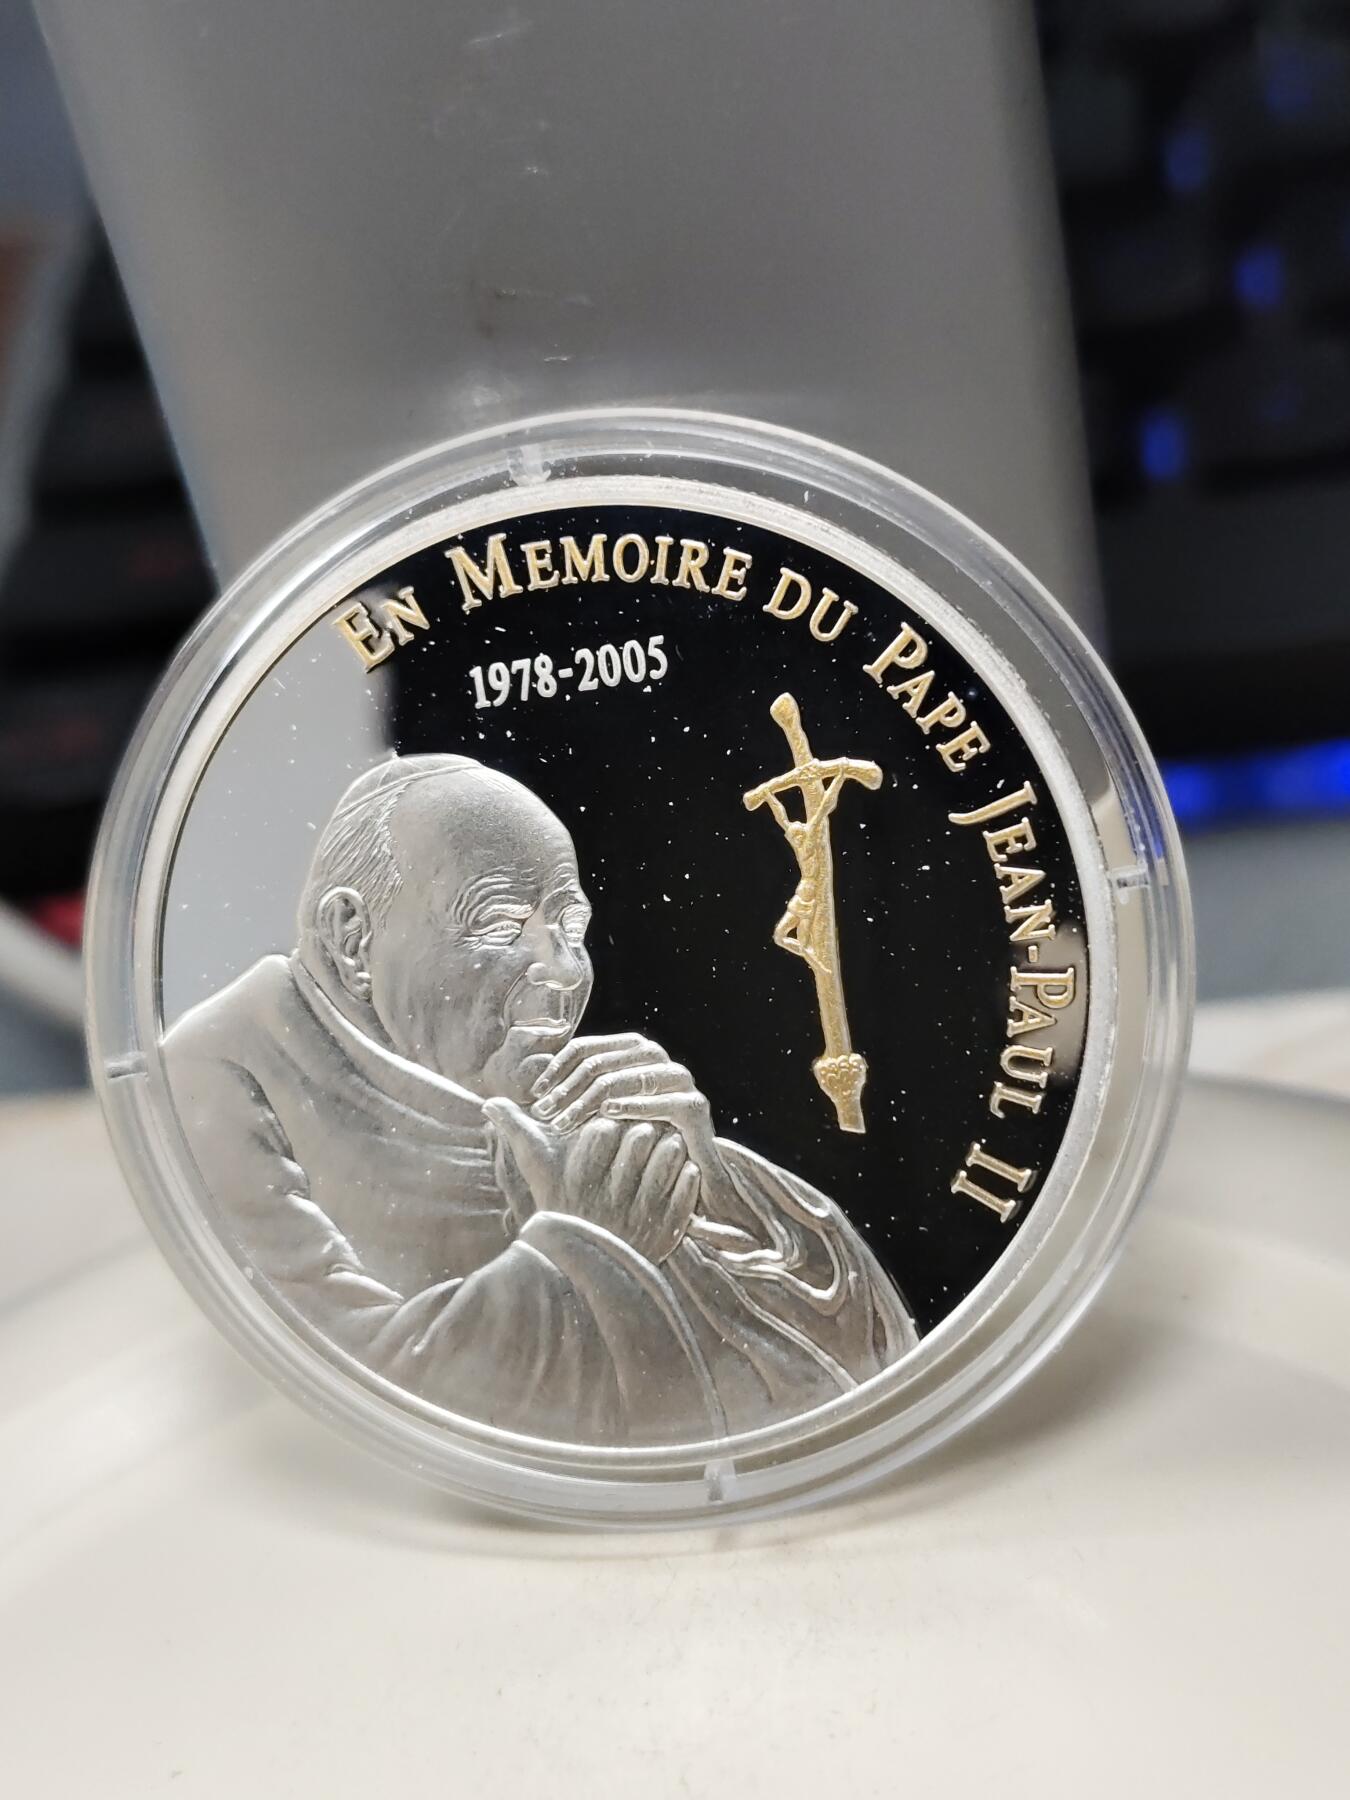 EN MEMOIRE DU PAPE JEAN-PAUL II
1978-2005